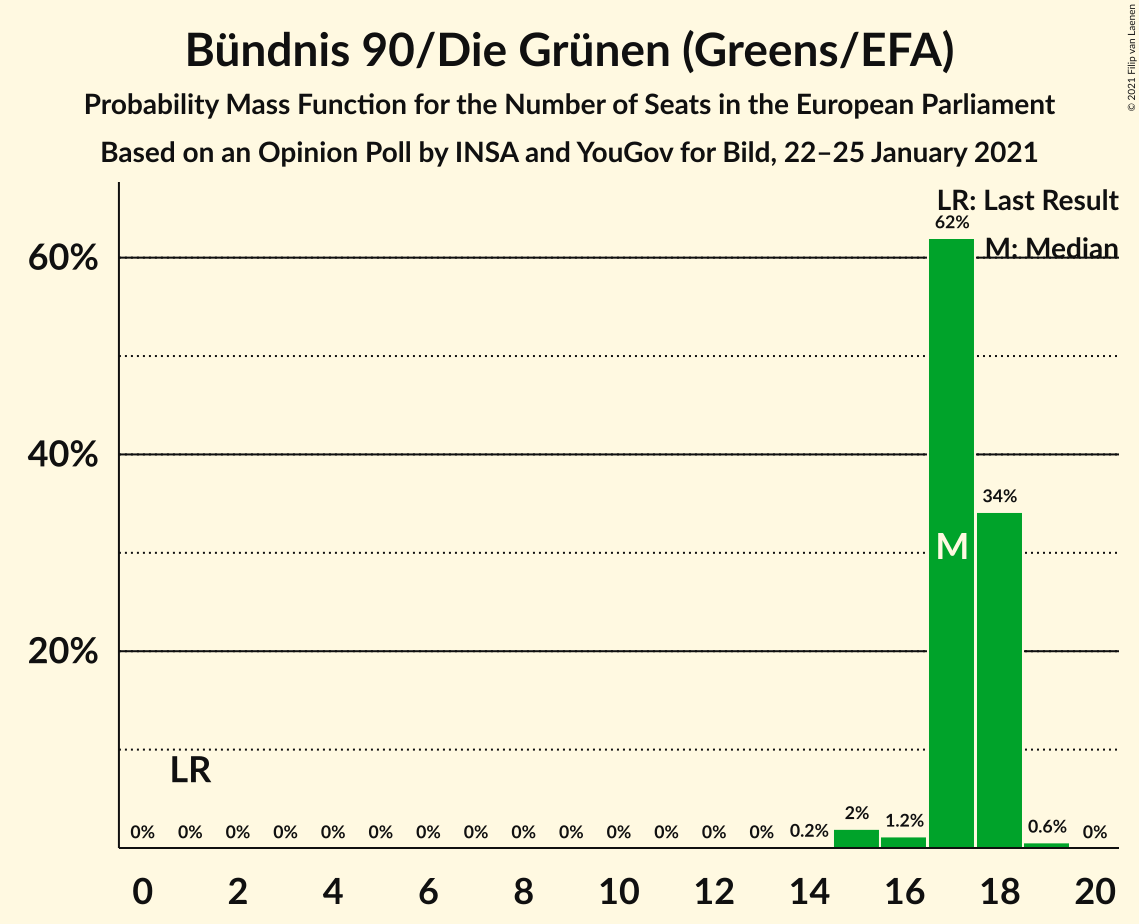 Bündnis 90/Die Grünen (Greens/EFA)
Probability Mass Function for the Number of Seats in the European Parliament
Based on an Opinion Poll by INSA and YouGov for Bild, 22–25 January 2021
© 2021 Filip van Laenen
LR: Last Result
M: Median
60%
40%
20%
62%
34%
M
LR
0% 0% 0% 0% 0% 0% 0% 0% 0% 0% 0% 0% 0% 0% 0.2% 2% 1.2% 0.6% 0%
0 2 4 6 8 10 12 14 16 18 20